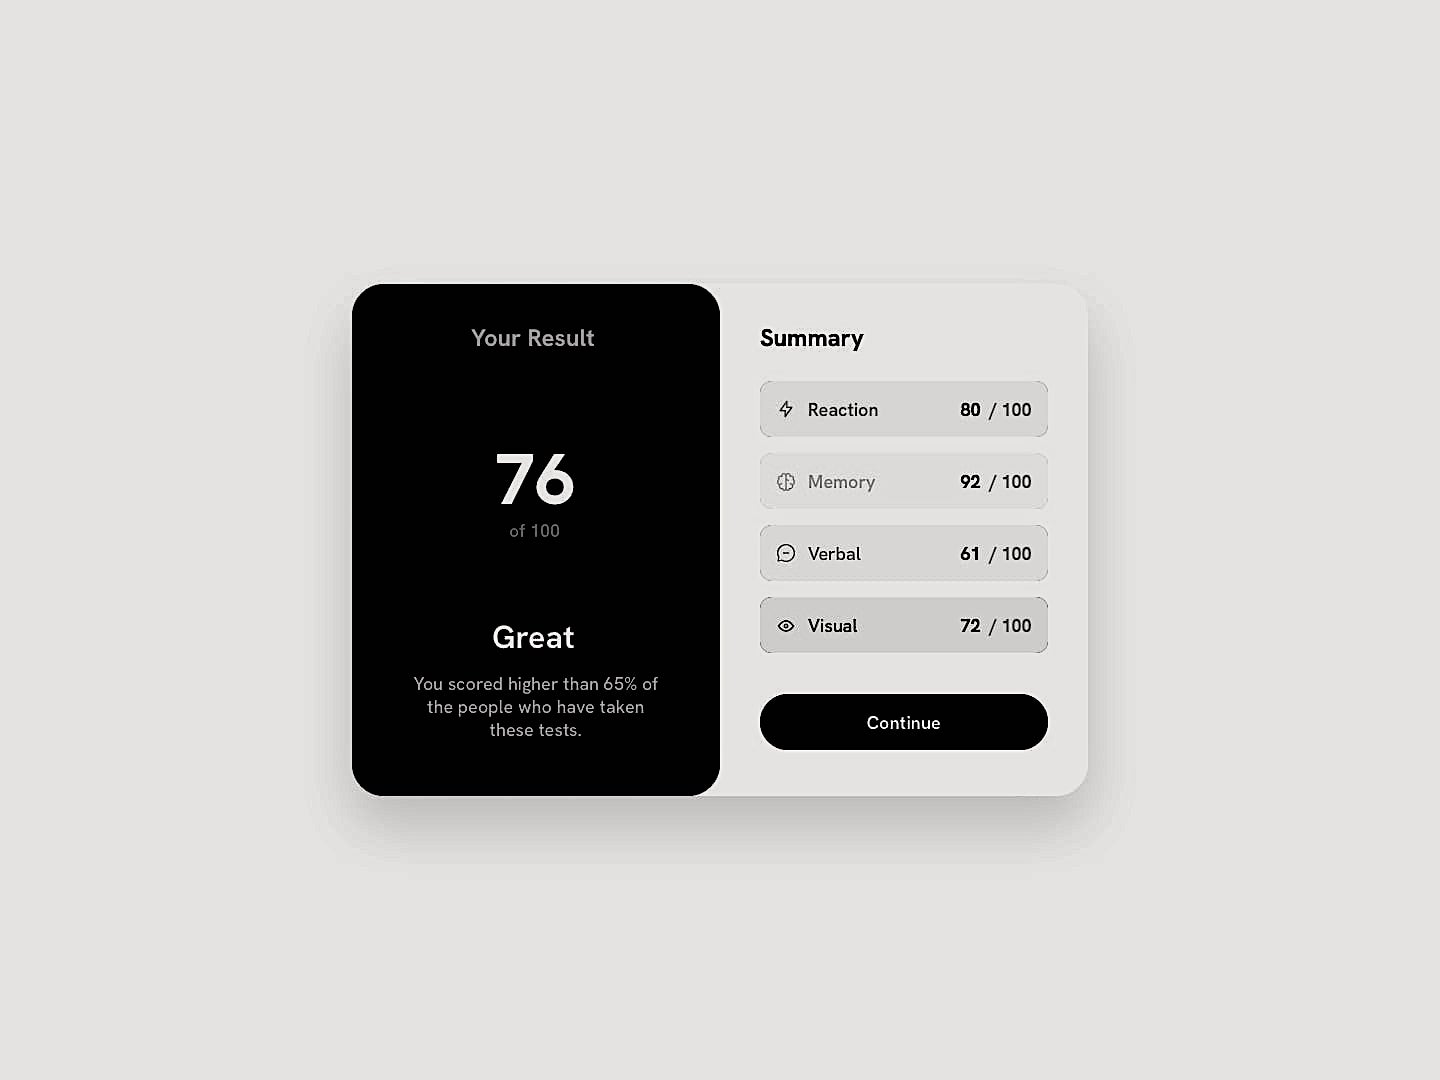 Your Result
76
of 100
Great
You scored higher than 65% of
the people who have taken
these tests.
Summary
Reaction 80 / 100
Memory 92 / 100
Verbal 61 / 100
Visual 72 / 100
Continue